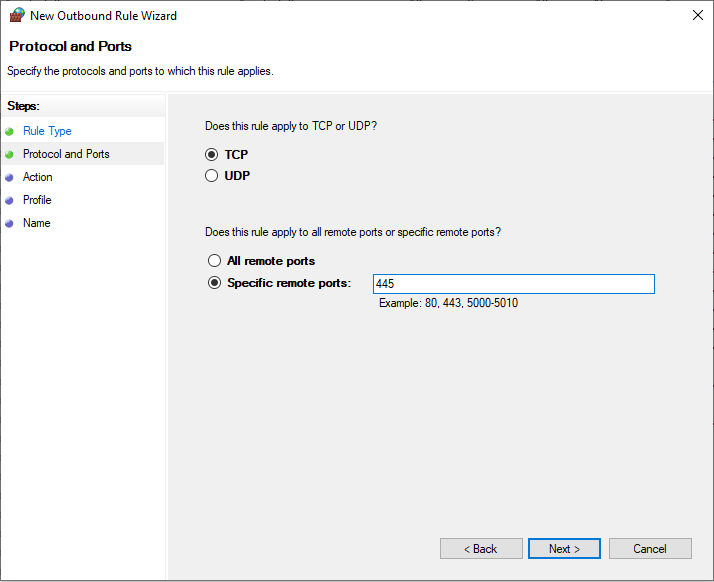 New Outbound Rule Wizard
Protocol and Ports
Specify the protocols and ports to which this rule applies.
Steps:
Rule Type
Protocol and Ports
Action
Profile
Name
Does this rule apply to TCP or UDP?
TCP
UDP
Does this rule apply to all remote ports or specific remote ports?
All remote ports
Specific remote ports: 445
Example: 80, 443, 5000-5010
< Back Next > Cancel